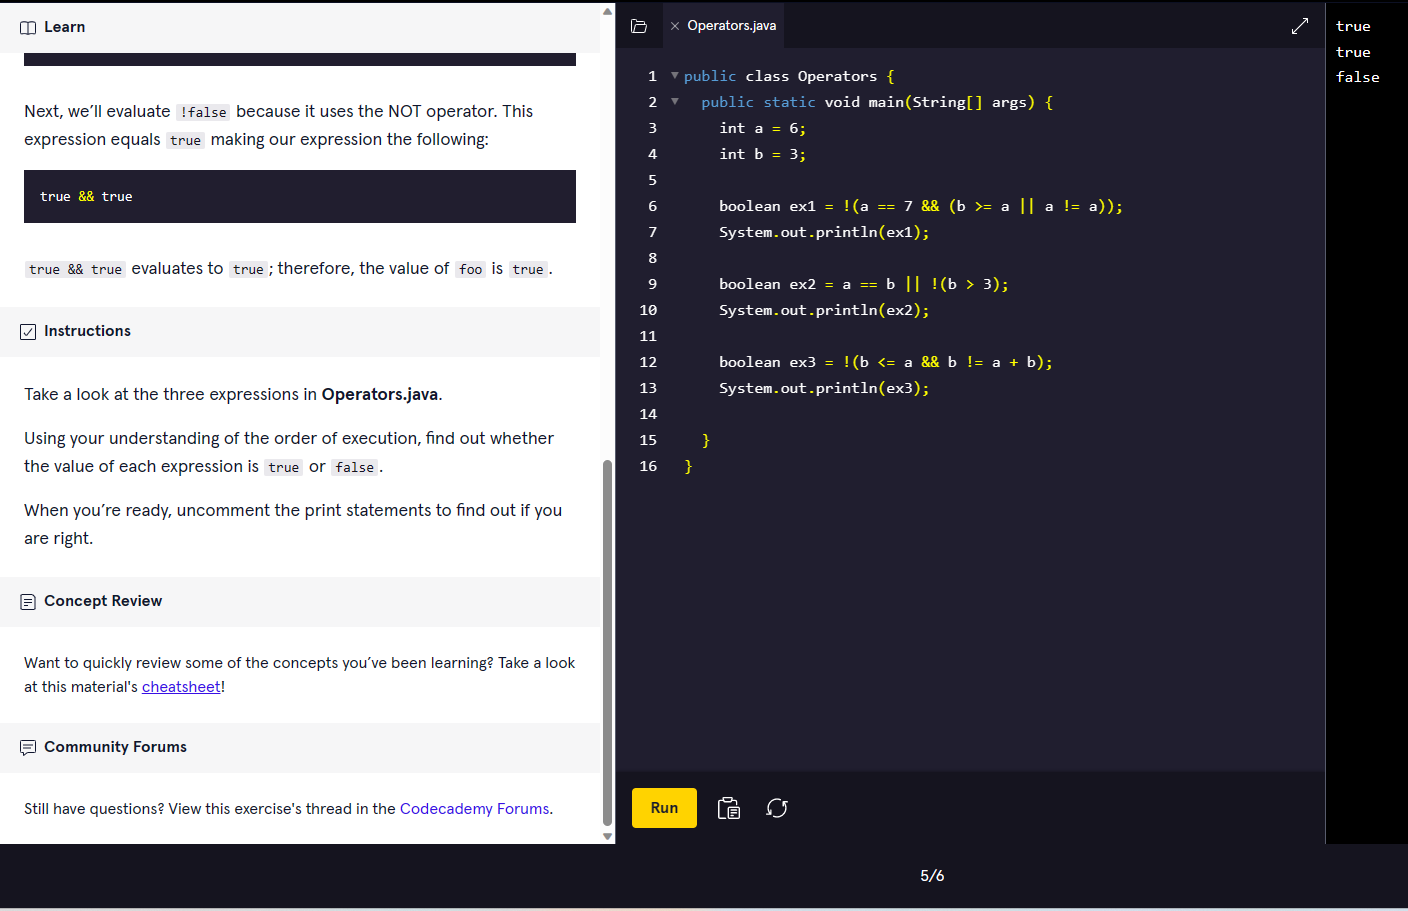 Learn
Next, we’ll evaluate !false because it uses the NOT operator. This
expression equals true making our expression the following:
true && true
true && true evaluates to true; therefore, the value of foo is true.
Instructions
Take a look at the three expressions in Operators.java.
Using your understanding of the order of execution, find out whether
the value of each expression is true or false.
When you’re ready, uncomment the print statements to find out if you
are right.
Concept Review
Want to quickly review some of the concepts you’ve been learning? Take a look
at this material's cheatsheet!
Community Forums
Still have questions? View this exercise's thread in the Codecademy Forums.
Operators.java
1 public class Operators {
2 public static void main(String[] args) {
3 int a = 6;
4 int b = 3;
5
6 boolean ex1 = !(a == 7 && (b >= a || a != a));
7 System.out.println(ex1);
8
9 boolean ex2 = a == b || !(b > 3);
10 System.out.println(ex2);
11
12 boolean ex3 = !(b <= a && b != a + b);
13 System.out.println(ex3);
14
15 }
16 }
Run
true
true
false
5/6